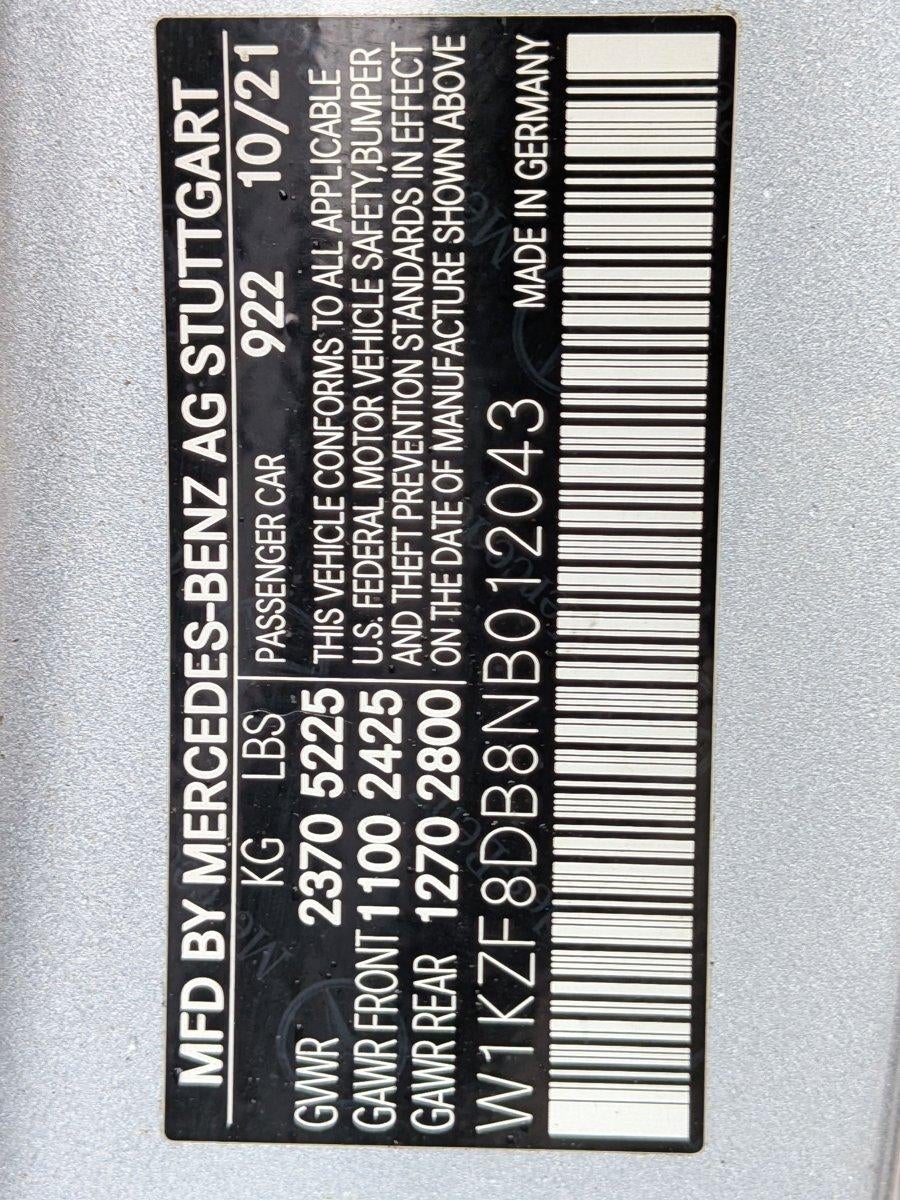 MFD BY MERCEDES-BENZ AG STUTTGART
KG LBS
GVWR 2370 5225
GAWR FRONT 1100 2425
GAWR REAR 1270 2800
PASSENGER CAR 922 10/21
THIS VEHICLE CONFORMS TO ALL APPLICABLE
U.S. FEDERAL MOTOR VEHICLE SAFETY,BUMPER
AND THEFT PREVENTION STANDARDS IN EFFECT
ON THE DATE OF MANUFACTURE SHOWN ABOVE
W1KZF8DB8NB012043
MADE IN GERMANY